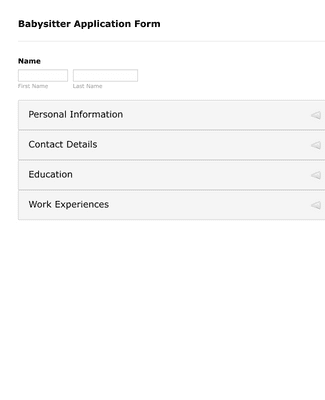 Babysitter Application Form
Name
First Name Last Name
Personal Information
Contact Details
Education
Work Experiences